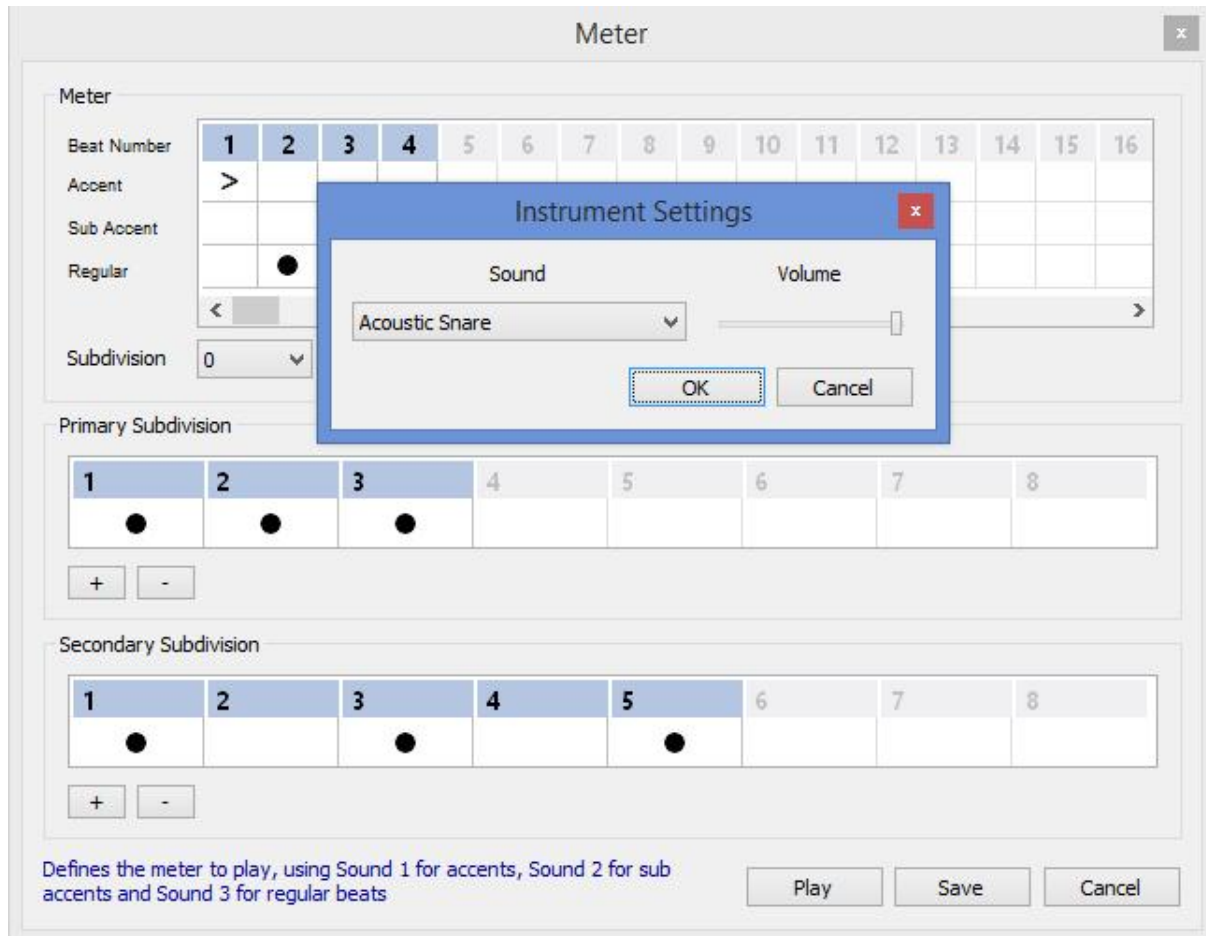 Meter
x
Meter
Beat Number 1 2 3 4 5 6 7 8 9 10 11 12 13 14 15 16
Accent >
Sub Accent
Regular
Instrument Settings
x
Sound Volume
Acoustic Snare
OK Cancel
Subdivision 0
Primary Subdivision
1 2 3 4 5 6 7 8
+ -
Secondary Subdivision
1 2 3 4 5 6 7 8
+ -
Defines the meter to play, using Sound 1 for accents, Sound 2 for sub
accents and Sound 3 for regular beats
Play Save Cancel